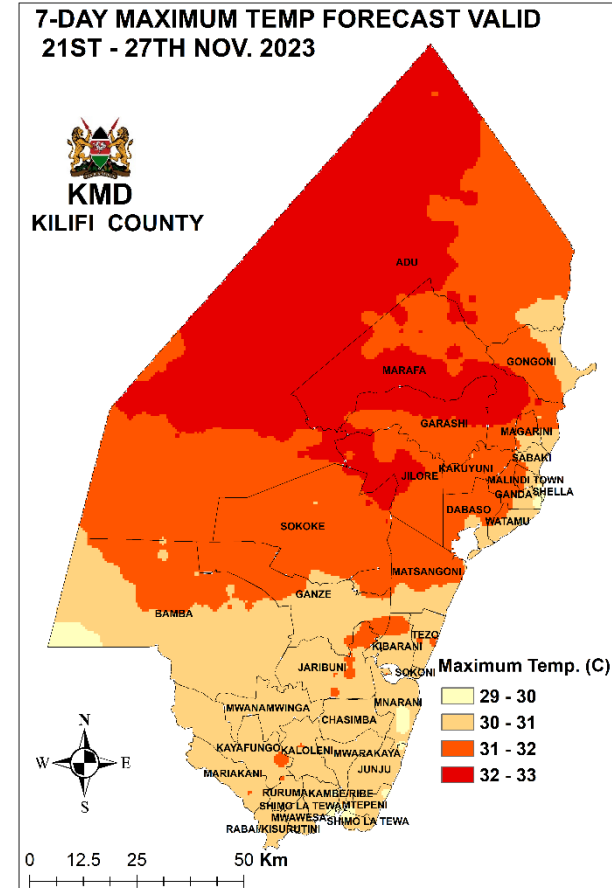 7-DAY MAXIMUM TEMP FORECAST VALID
21ST - 27TH NOV. 2023
KMD
KILIFI COUNTY
ADU
GONGONI
MARAFA
GARASHI
MAGARINI
SABAKI
KAKUYUNI
JILORE
MALINDI TOWN
GANDA
SHELLA
DABASO
WATAMU
SOKOKE
MATSANGONI
GANZE
BAMBA
TEZO
KIBARANI
JARIBUNI
SOKONI
Maximum Temp. (C)
29 - 30
30 - 31
31 - 32
32 - 33
MNARANI
MWANAMWINGA
CHASIMBA
KAYAFUNGO
KALOLENI
MWARAKAYA
MARIAKANI
JUNJU
RURUMA
KAMBE/RIBE
SHIMO LA TEWA
MTEPENI
MWAWESA
SHIMO LA TEWA
RABAI/KISURUTINI
N
W
E
S
0 12.5 25 50 Km